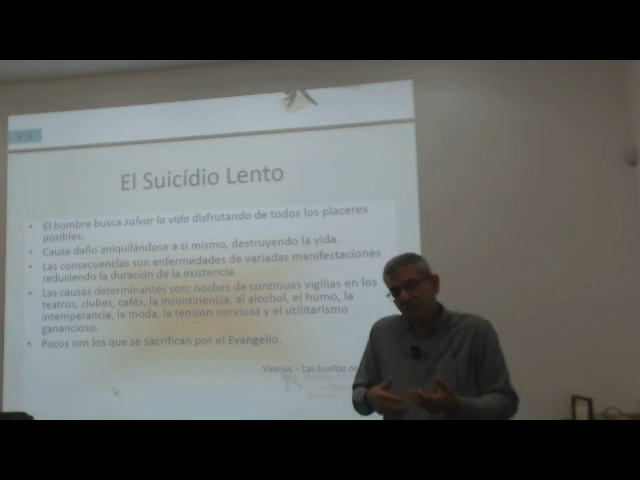 El Suicídio Lento
• El hombre busca salvar la vida disfrutando de todos los placeres
posibles.
• Causa daño aniquilándose a si mismo, destruyendo la vida.
• Las consecuencias son enfermedades de variadas manifestaciones
reduciendo la duración de la existencia.
• Las causas determinantes son: noches de continuas vigilias en los
teatros, clubes, cafés, la incontinencia, al alcohol, el humo, la
intemperancia, la moda, la tensión nerviosa y el utilitarismo
ganancioso.
• Pocos son los que se sacrifican por el Evangelio.
Vinicius – Las huellas